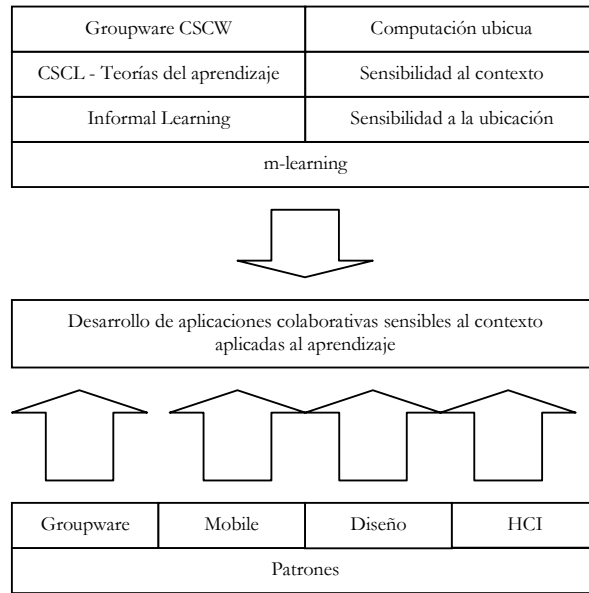 Groupware CSCW
Computación ubicua
CSCL - Teorías del aprendizaje
Sensibilidad al contexto
Informal Learning
Sensibilidad a la ubicación
m-learning
Desarrollo de aplicaciones colaborativas sensibles al contexto
aplicadas al aprendizaje
Groupware
Mobile
Diseño
HCI
Patrones